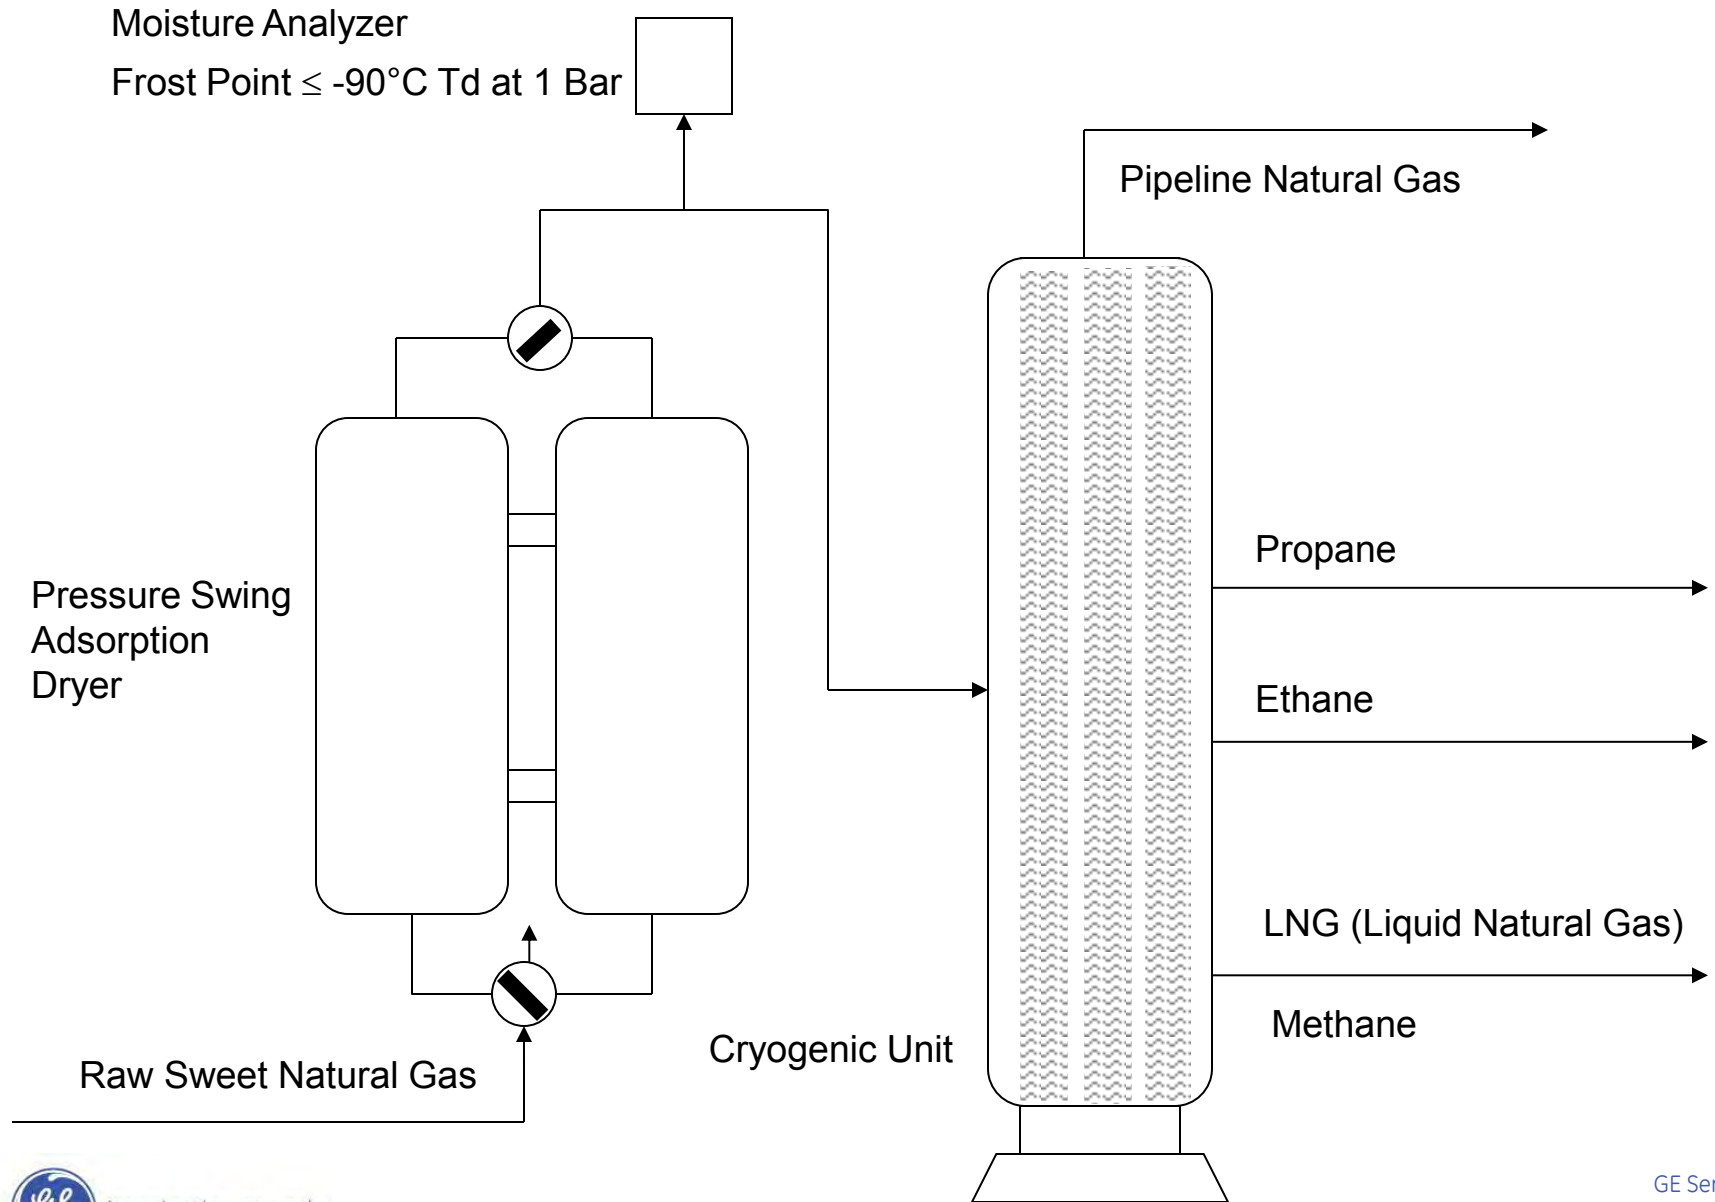 Moisture Analyzer
Frost Point ≤ -90°C Td at 1 Bar
Pipeline Natural Gas
Propane
Pressure Swing
Adsorption
Dryer
Ethane
LNG (Liquid Natural Gas)
Methane
Cryogenic Unit
Raw Sweet Natural Gas
GE